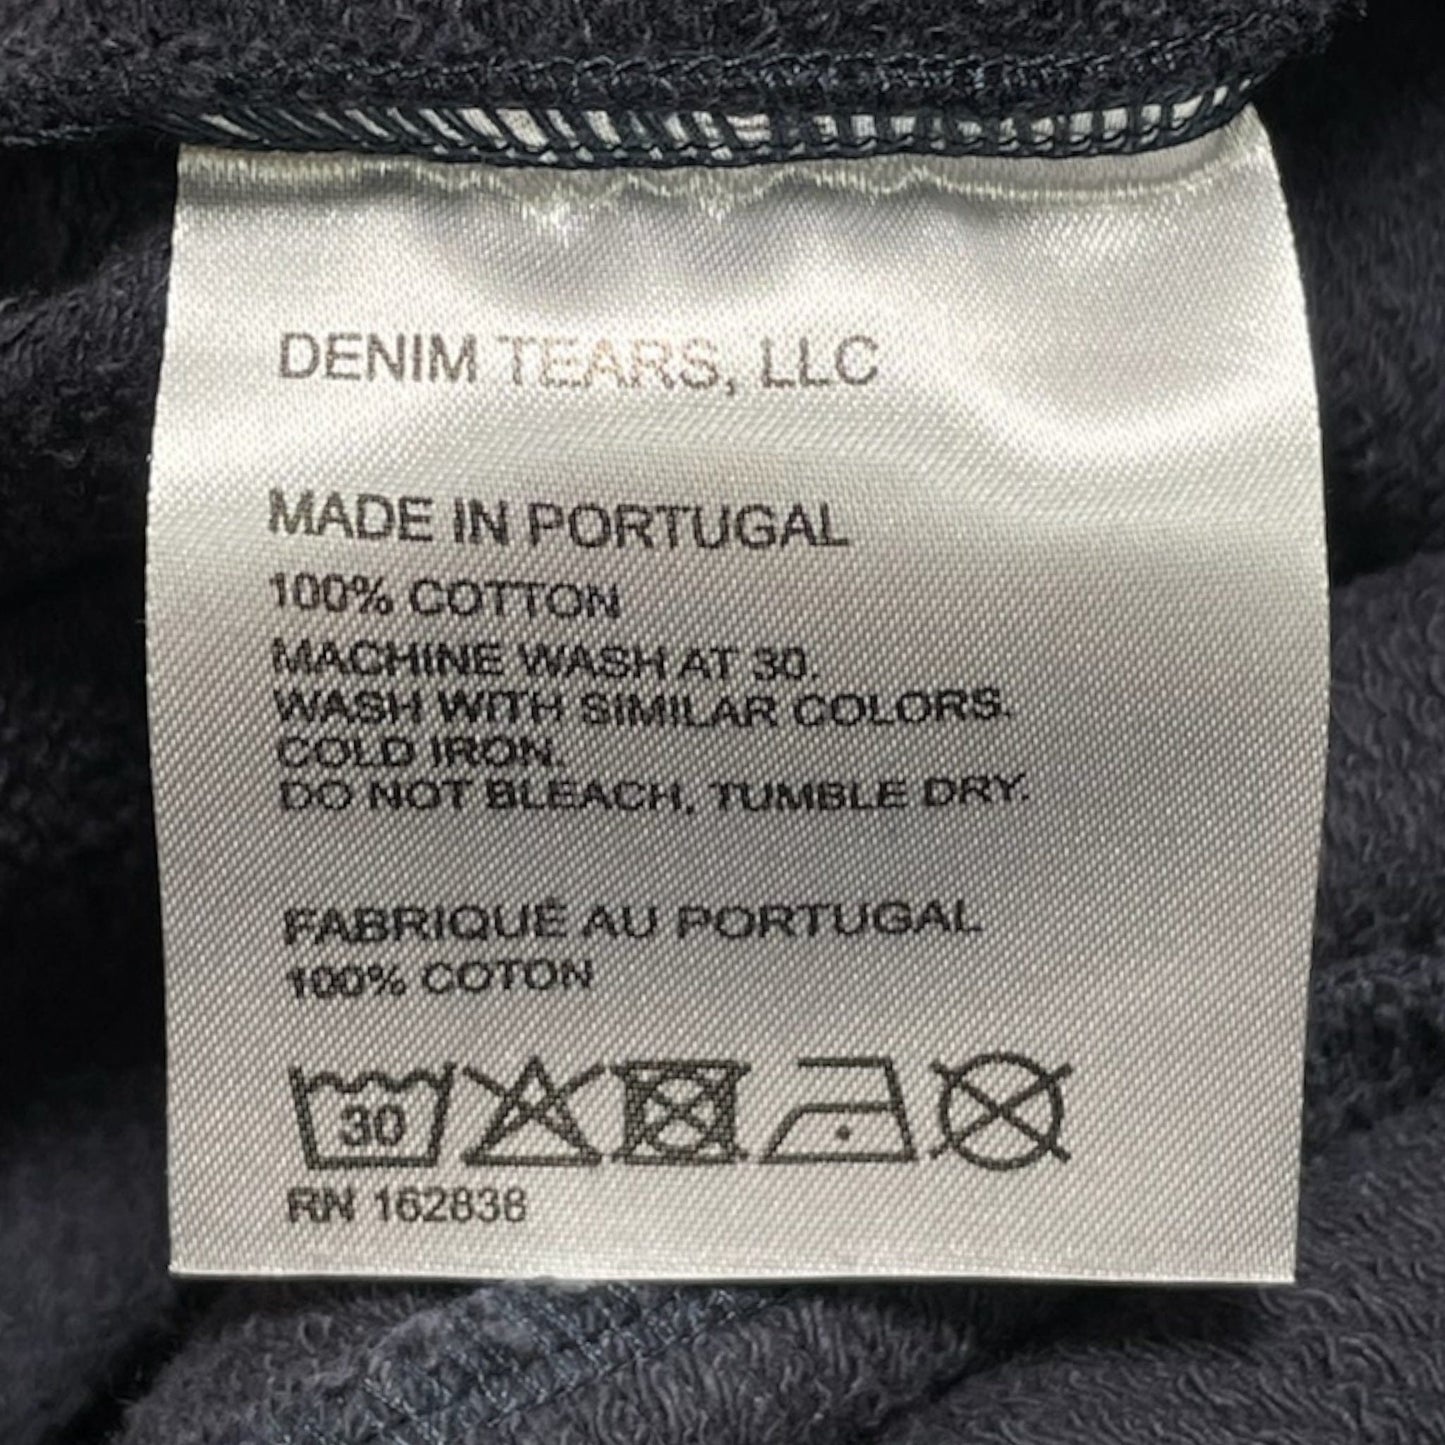 DENIM TEARS, LLC
MADE IN PORTUGAL
100% COTTON
MACHINE WASH AT 30.
WASH WITH SIMILAR COLORS.
COLD IRON.
DO NOT BLEACH, TUMBLE DRY.
FABRIQUÉ AU PORTUGAL
100% COTON
30
RN 162838